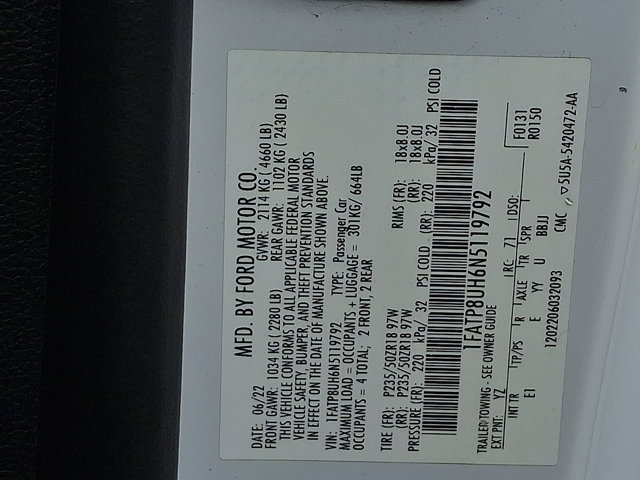 MFD. BY FORD MOTOR CO.
DATE: 06/22 GVWR: 2114 KG ( 4660 LB)
FRONT GAWR: 1034 KG ( 2280 LB) REAR GAWR: 1102 KG ( 2430 LB)
THIS VEHICLE CONFORMS TO ALL APPLICABLE FEDERAL MOTOR
VEHICLE SAFETY, BUMPER, AND THEFT PREVENTION STANDARDS
IN EFFECT ON THE DATE OF MANUFACTURE SHOWN ABOVE.
VIN: 1FATP8UH6N5119792 TYPE: Passenger Car
MAXIMUM LOAD = OCCUPANTS + LUGGAGE = 301KG/ 664LB
OCCUPANTS = 4 TOTAL; 2 FRONT, 2 REAR
TIRE (FR): P235/50ZR18 97W RIMS (FR): 18x8.0J
(RR): P235/50ZR18 97W (RR): 18x8.0J
PRESSURE (FR): 220 kPa/ 32 PSI COLD (RR): 220 kPa/ 32 PSI COLD
1FATP8UH6N5119792
TRAILER TOWING - SEE OWNER GUIDE
EXT PNT: YZ RC: 71 DSO: F0131
R0150
INT TR TP/PS R AXLE TR SPR T
E1 E YY U BBJJ
1202206032093 CMC ▽5U5A-5420472-AA